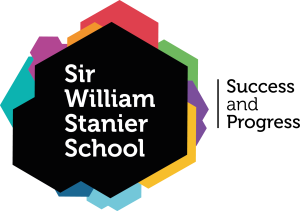 Sir
William
Stanier
School
Success
and
Progress